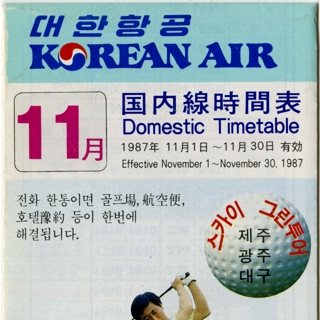 대한항공
KOREAN AIR
11月
国内線時間表
Domestic Timetable
1987年 11月1日~11月30日 有効
Effective November 1~November 30, 1987
전화 한통이면 골프場, 航空便,
호텔豫約 등이 한번에
해결됩니다.
스카이 그린투어
제주
광주
대구